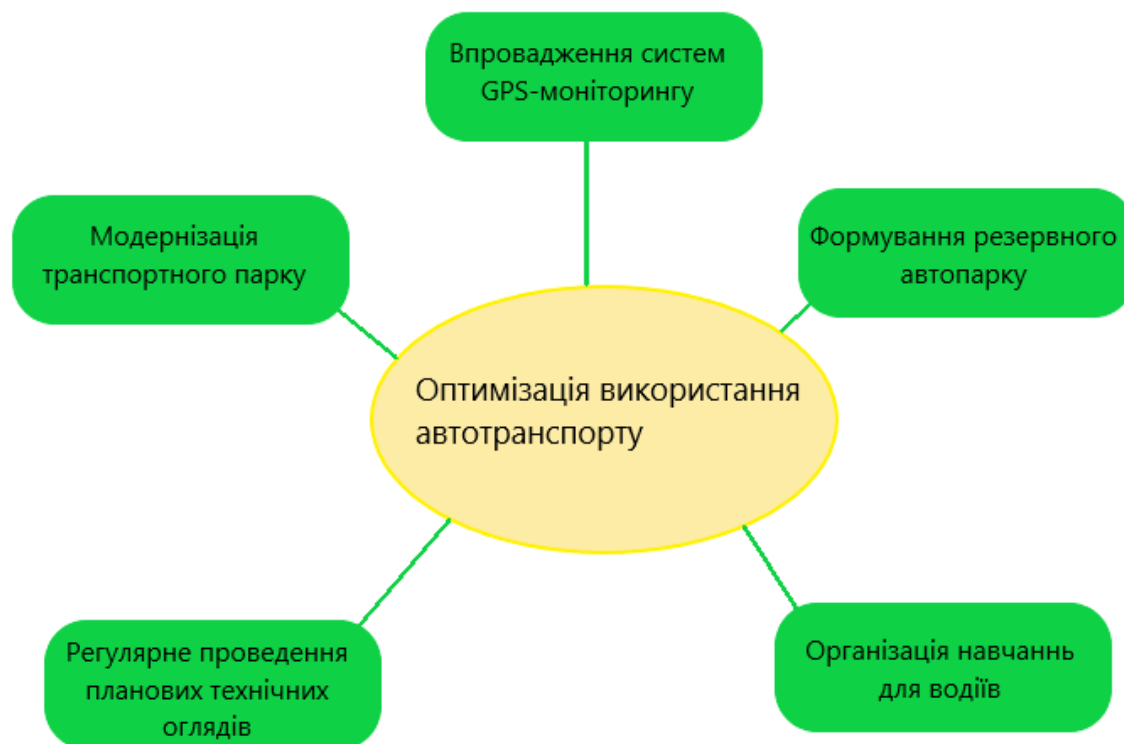 Впровадження систем
GPS-моніторингу
Модернізація
транспортного парку
Формування резервного
автопарку
Оптимізація використання
автотранспорту
Регулярне проведення
планових технічних
оглядів
Організація навчаннь
для водіїв